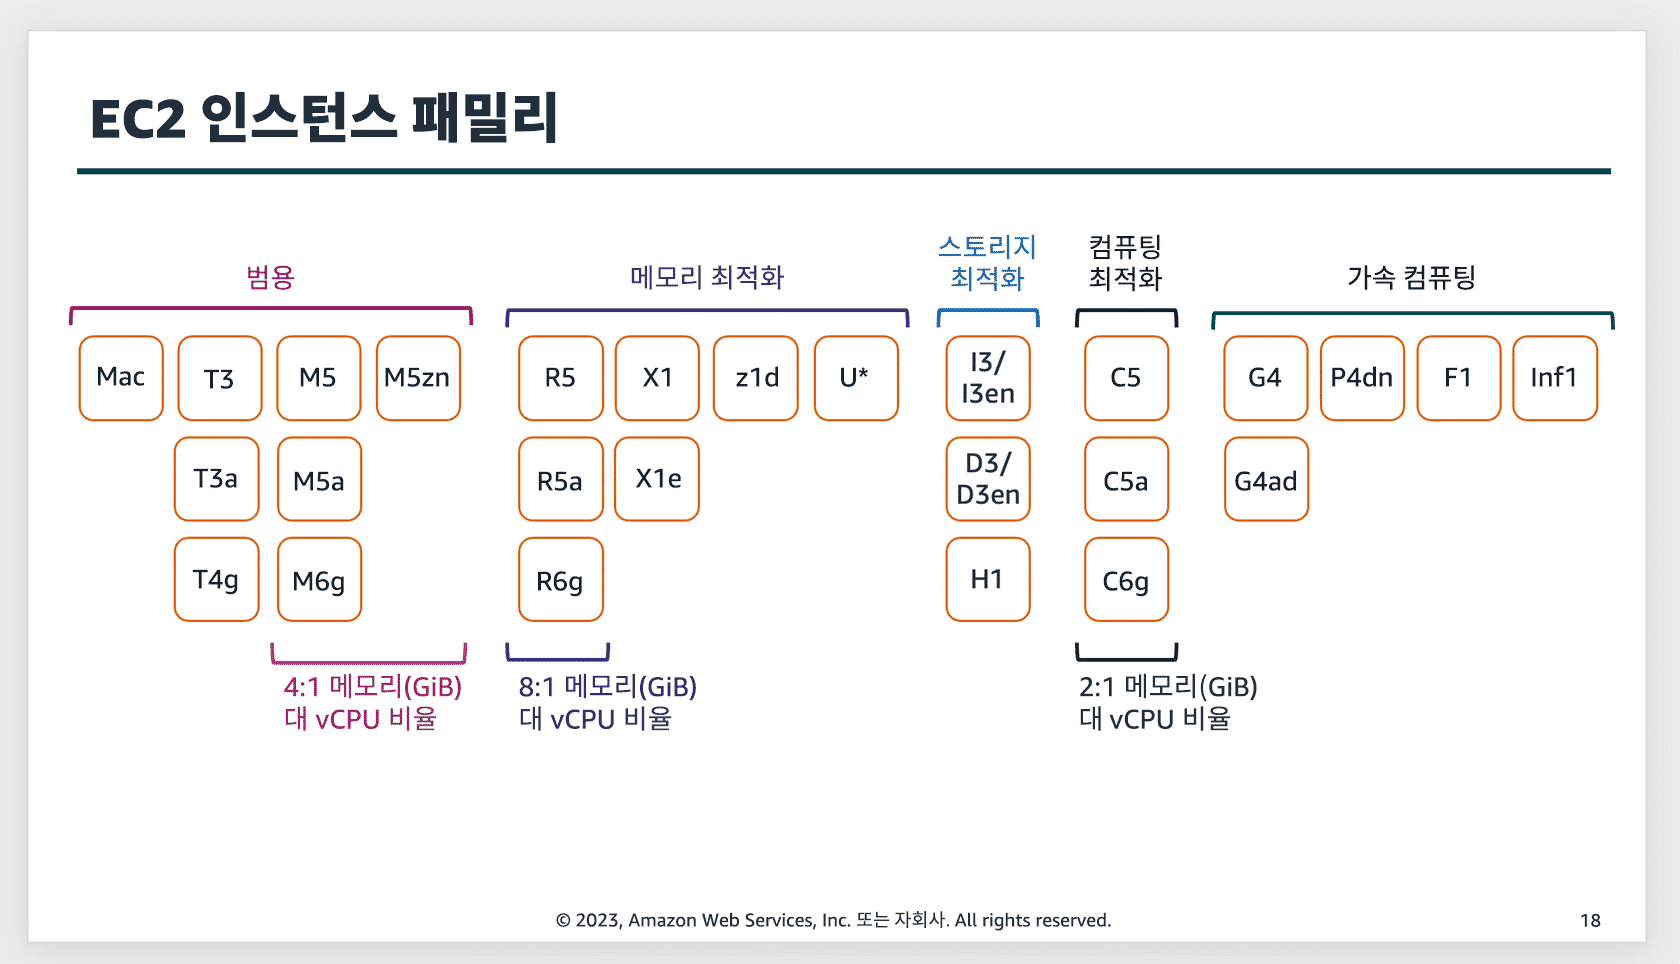 EC2 인스턴스 패밀리
범용
메모리 최적화
스토리지
최적화
컴퓨팅
최적화
가속 컴퓨팅
Mac
T3
M5
M5zn
R5
X1
z1d
U*
I3/
I3en
C5
G4
P4dn
F1
Inf1
T3a
M5a
R5a
X1e
D3/
D3en
C5a
G4ad
T4g
M6g
R6g
H1
C6g
4:1 메모리(GiB)
대 vCPU 비율
8:1 메모리(GiB)
대 vCPU 비율
2:1 메모리(GiB)
대 vCPU 비율
© 2023, Amazon Web Services, Inc. 또는 자회사. All rights reserved.
18